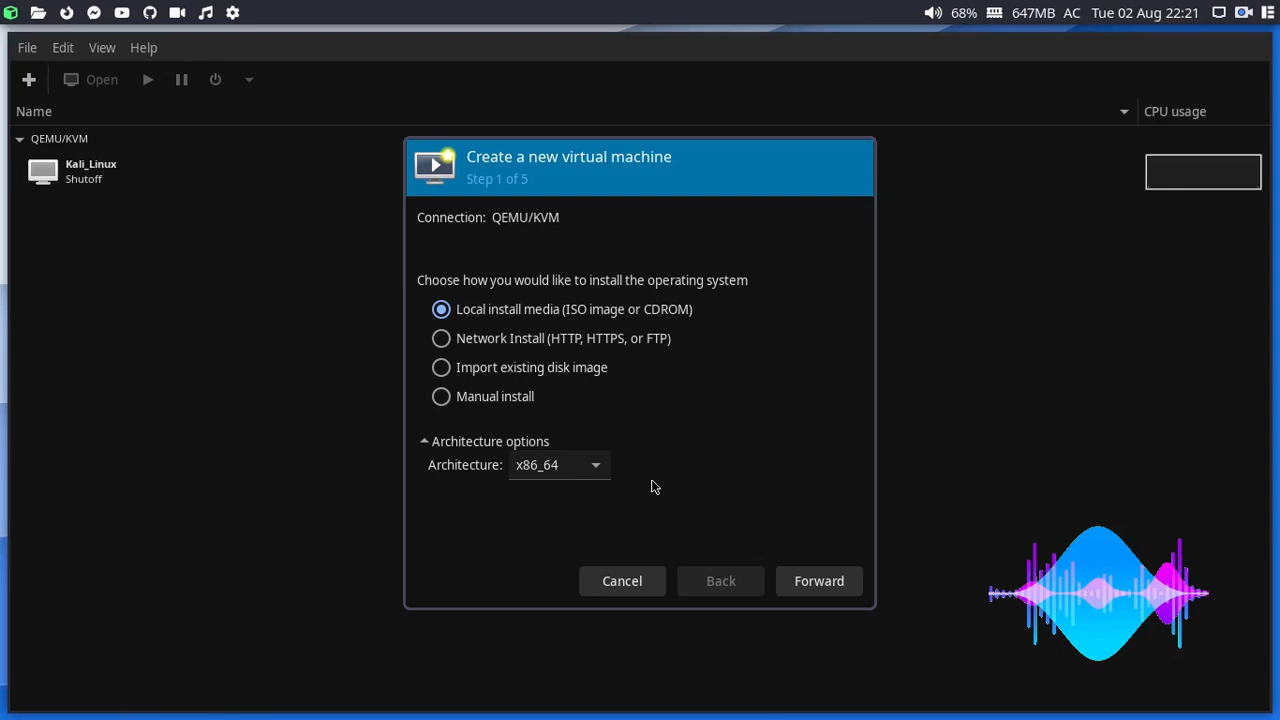 68% 647MB AC Tue 02 Aug 22:21
File Edit View Help
Open
Name CPU usage
QEMU/KVM
Kali_Linux
Shutoff
Create a new virtual machine
Step 1 of 5
Connection: QEMU/KVM
Choose how you would like to install the operating system
Local install media (ISO image or CDROM)
Network Install (HTTP, HTTPS, or FTP)
Import existing disk image
Manual install
Architecture options
Architecture: x86_64
Cancel Back Forward